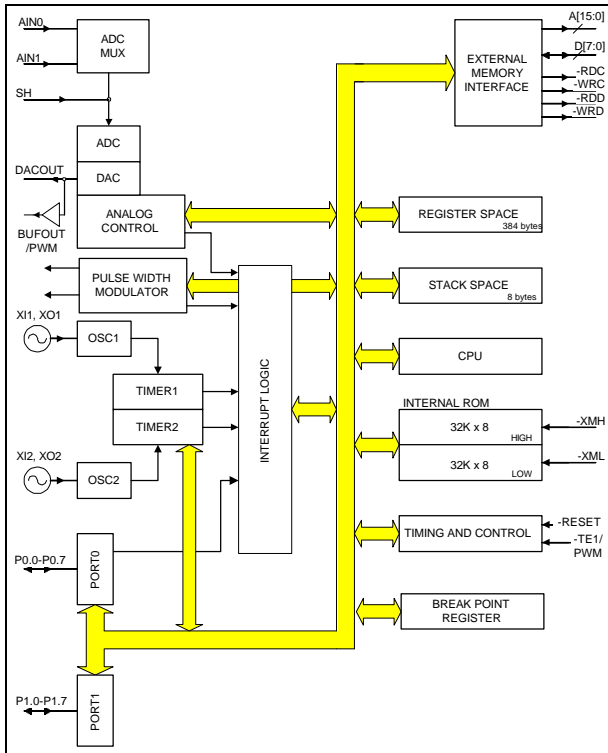 AIN0
AIN1
SH
ADC
MUX
ADC
DAC
DACOUT
BUFOUT
/PWM
ANALOG
CONTROL
PULSE WIDTH
MODULATOR
XI1, XO1
OSC1
TIMER1
TIMER2
XI2, XO2
OSC2
P0.0-P0.7
PORT0
P1.0-P1.7
PORT1
INTERRUPT LOGIC
EXTERNAL
MEMORY
INTERFACE
A[15:0]
D[7:0]
-RDC
-WRC
-RDD
-WRD
REGISTER SPACE
384 bytes
STACK SPACE
8 bytes
CPU
INTERNAL ROM
32K x 8
HIGH
32K x 8
LOW
-XMH
-XML
TIMING AND CONTROL
-RESET
-TE1/
PWM
BREAK POINT
REGISTER